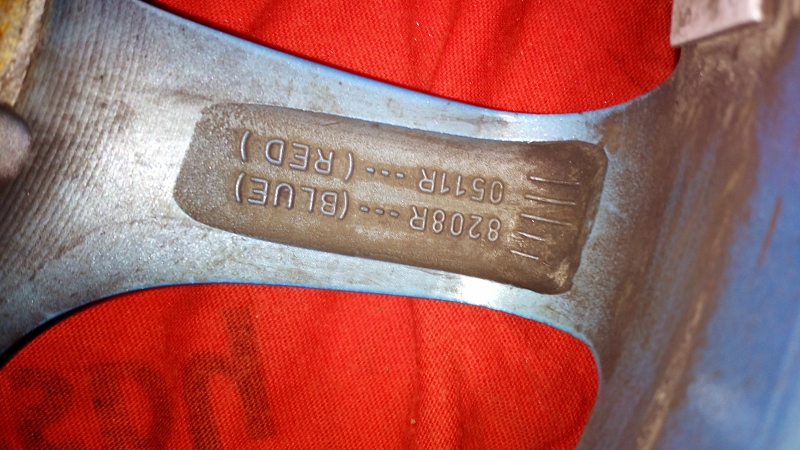 8208R --- (BLUE)
0511R --- ( RED )